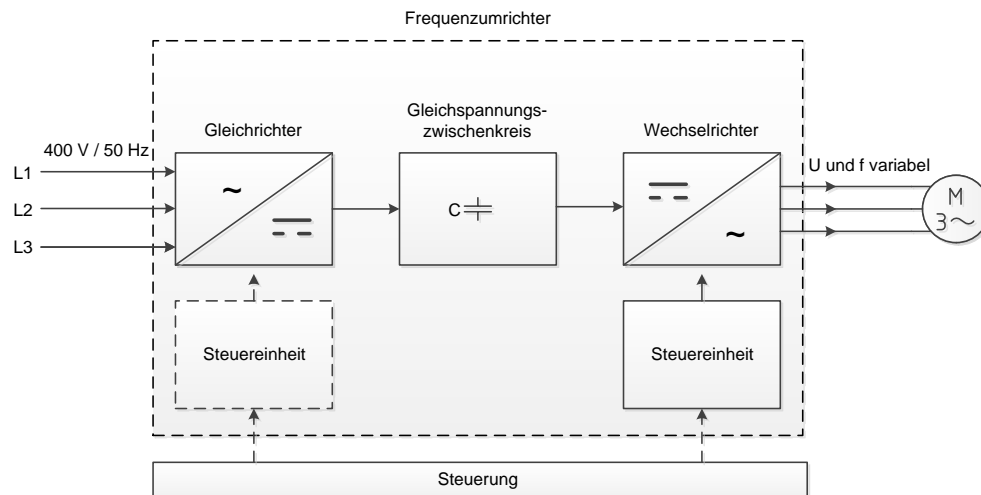 Frequenzumrichter
Gleichspannungs-
zwischenkreis
Gleichrichter
Wechselrichter
400 V / 50 Hz
U und f variabel
L1
L2
L3
~
C
~
M
3~
Steuereinheit
Steuereinheit
Steuerung